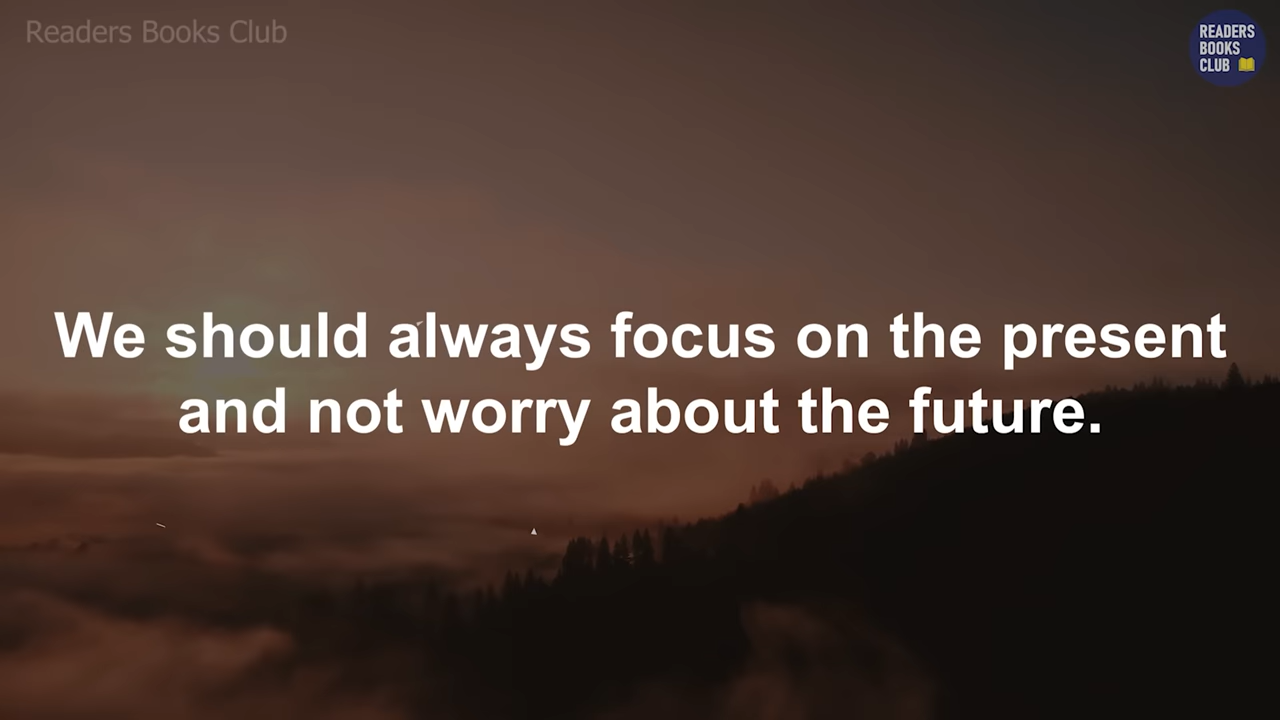 Readers Books Club
READERS
BOOKS
CLUB
We should always focus on the present
and not worry about the future.